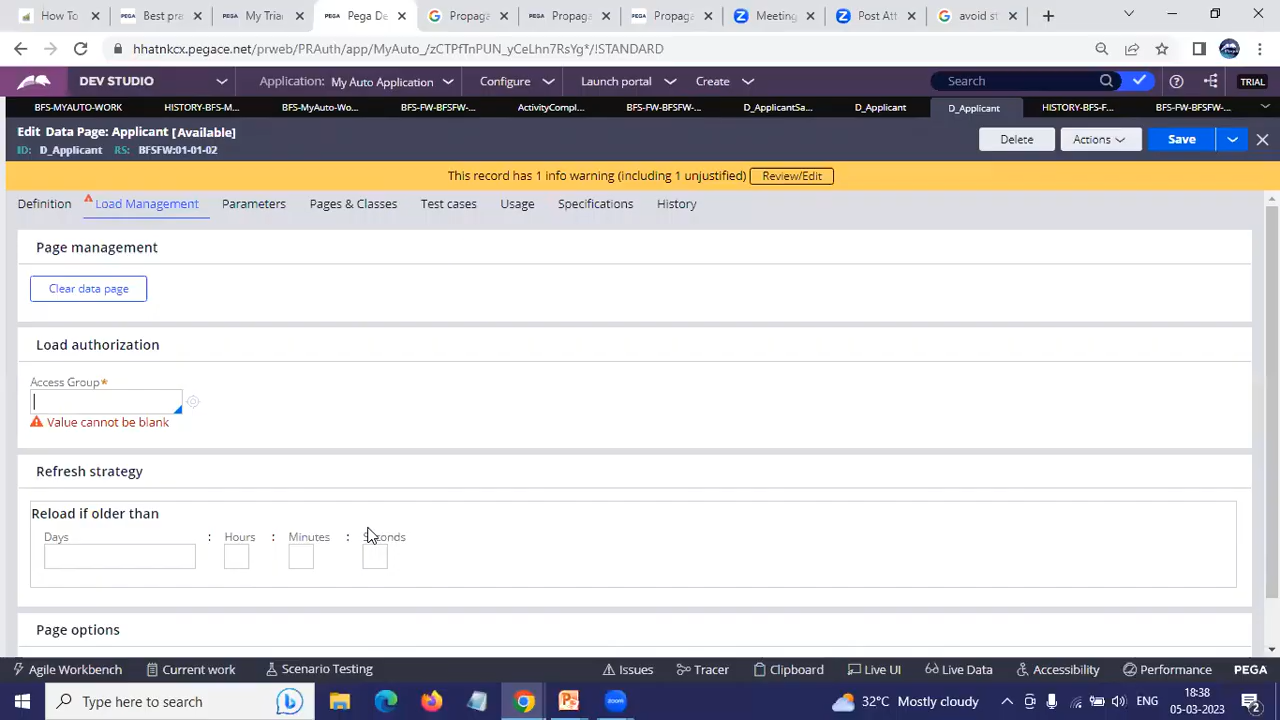 How To
Best pra
My Trial
Pega De
Propaga
Propaga
Propaga
Meeting
Post Att
avoid st
hhatnkcx.pegace.net/prweb/PRAuth/app/MyAuto_/zCTPfTnPUN_yCeLhn7RsYg*/!STANDARD
DEV STUDIO
Application: My Auto Application
Configure
Launch portal
Create
Search
TRIAL
BFS-MYAUTO-WORK
HISTORY-BFS-M...
BFS-MyAuto-Wo...
BFS-FW-BFSFW-...
ActivityCompl...
BFS-FW-BFSFW-...
D_ApplicantSa...
D_Applicant
D_Applicant
HISTORY-BFS-F...
BFS-FW-BFSFW-...
Edit Data Page: Applicant [Available]
ID: D_Applicant RS: BFSFW:01-01-02
Delete
Actions
Save
This record has 1 info warning (including 1 unjustified) Review/Edit
Definition
Load Management
Parameters
Pages & Classes
Test cases
Usage
Specifications
History
Page management
Clear data page
Load authorization
Access Group*
Value cannot be blank
Refresh strategy
Reload if older than
Days : Hours : Minutes : Seconds
Page options
Agile Workbench
Current work
Scenario Testing
Issues
Tracer
Clipboard
Live UI
Live Data
Accessibility
Performance
PEGA
Type here to search
zoom
32°C Mostly cloudy
ENG
18:38
05-03-2023
2